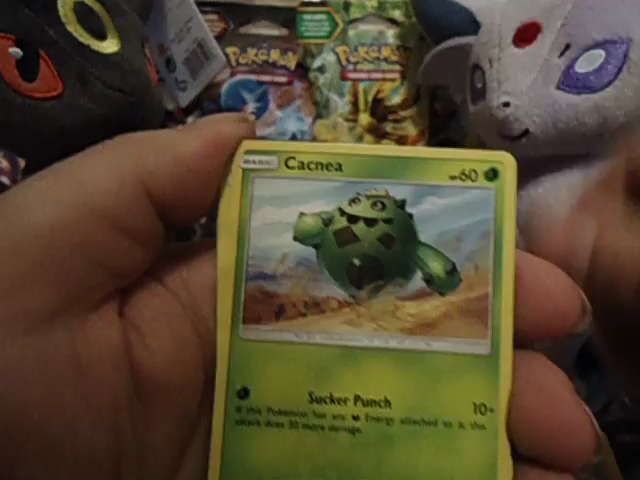 Pokémon
Pokémon
BASIC Cacnea HP60
Sucker Punch 10+
If this Pokémon has any Energy attached to it, this
attack does 30 more damage.